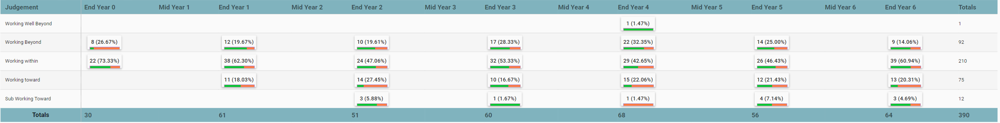 Judgement End Year 0 Mid Year 1 End Year 1 Mid Year 2 End Year 2 Mid Year 3 End Year 3 Mid Year 4 End Year 4 Mid Year 5 End Year 5 Mid Year 6 End Year 6 Totals
Working Well Beyond 1 (1.47%) 1
Working Beyond 8 (26.67%) 12 (19.67%) 10 (19.61%) 17 (28.33%) 22 (32.35%) 14 (25.00%) 9 (14.06%) 92
Working within 22 (73.33%) 38 (62.30%) 24 (47.06%) 32 (53.33%) 29 (42.65%) 26 (46.43%) 39 (60.94%) 210
Working toward 11 (18.03%) 14 (27.45%) 10 (16.67%) 15 (22.06%) 12 (21.43%) 13 (20.31%) 75
Sub Working Toward 3 (5.88%) 1 (1.67%) 1 (1.47%) 4 (7.14%) 3 (4.69%) 12
Totals 30 61 51 60 68 56 64 390